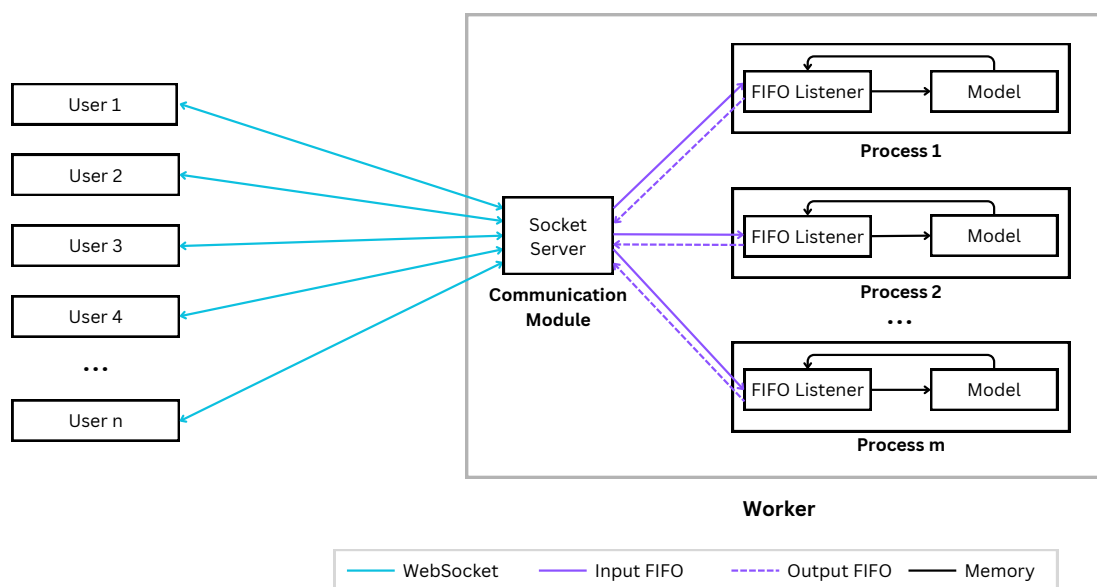 User 1
User 2
User 3
User 4
...
User n
Socket
Server
Communication
Module
FIFO Listener
Model
Process 1
FIFO Listener
Model
Process 2
...
FIFO Listener
Model
Process m
Worker
WebSocket
Input FIFO
Output FIFO
Memory